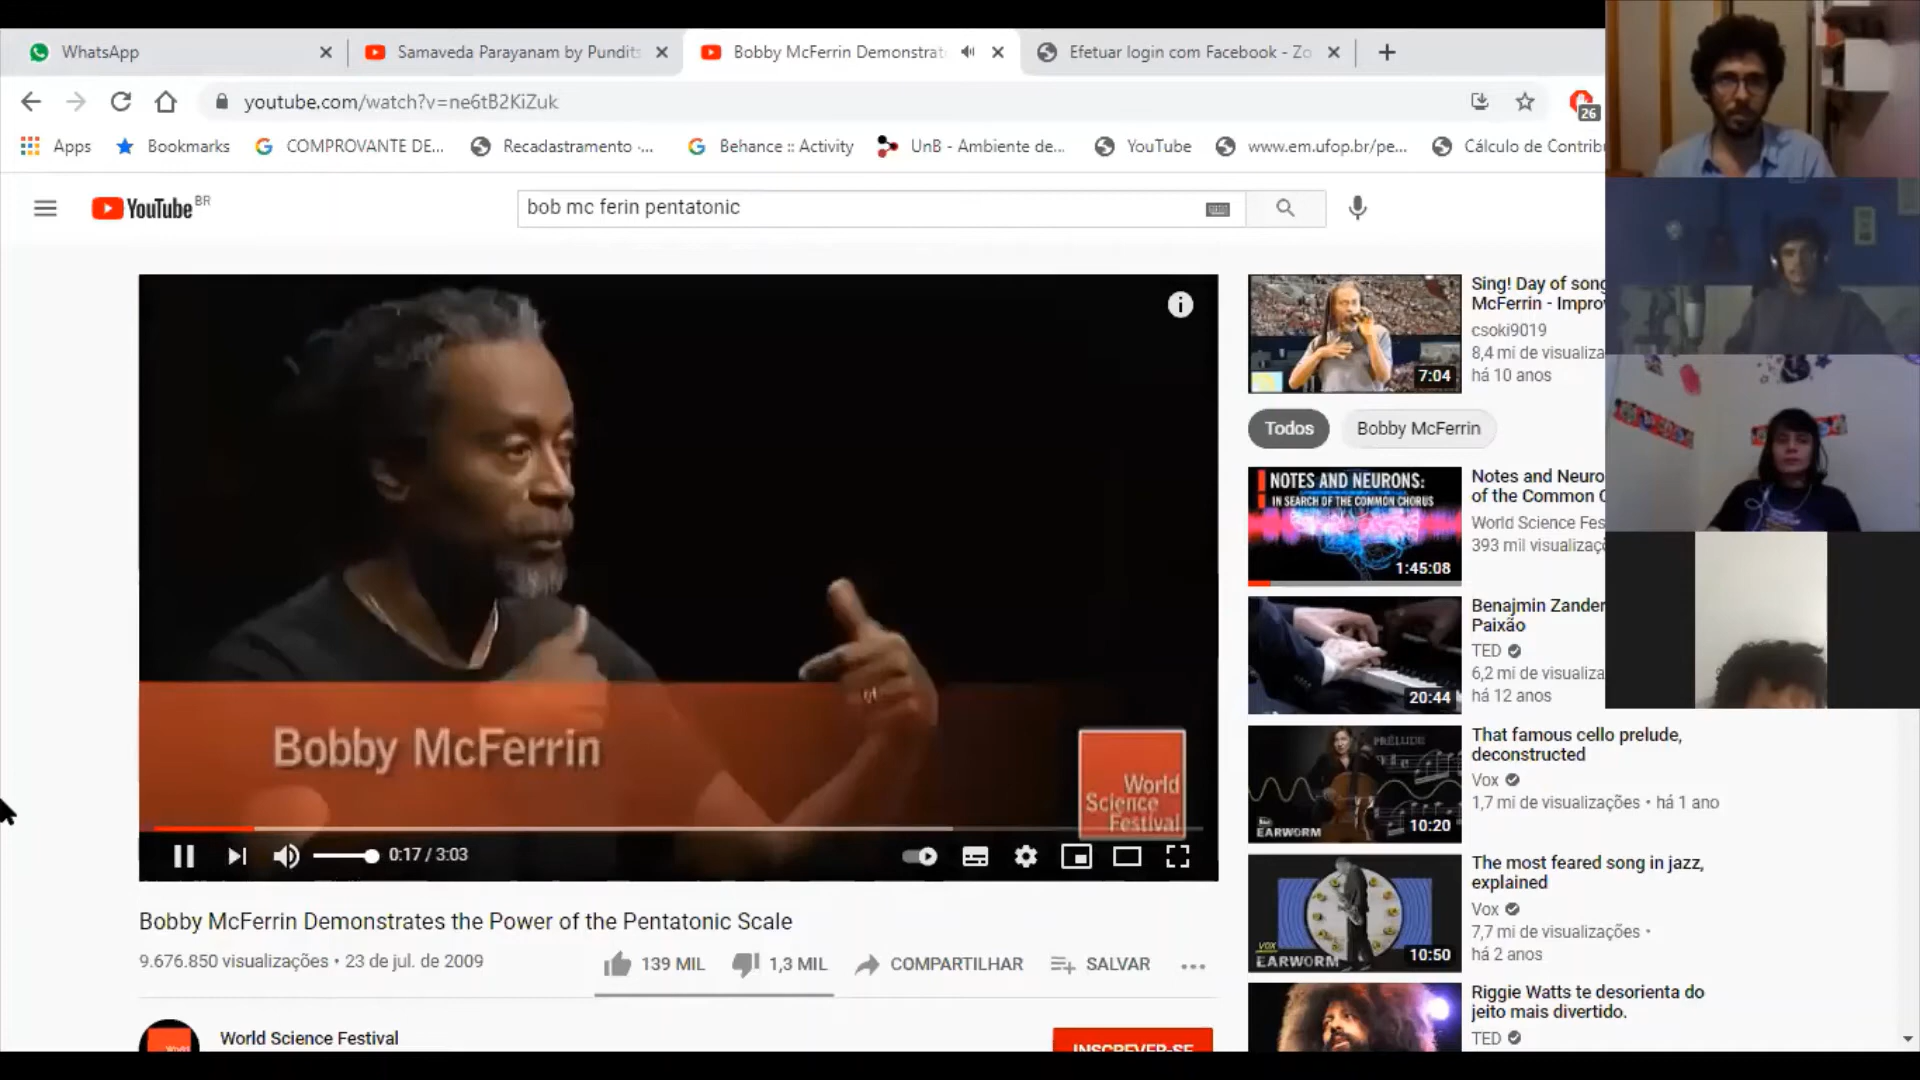 WhatsApp
Samaveda Parayanam by Pundits
Bobby McFerrin Demonstrat
Efetuar login com Facebook - Zo
youtube.com/watch?v=ne6tB2KiZuk
26
Apps
Bookmarks
COMPROVANTE DE...
Recadastramento -...
Behance :: Activity
UnB - Ambiente de...
YouTube
www.em.ufop.br/pe...
Cálculo de Contribu
YouTube BR
bob mc ferin pentatonic
Bobby McFerrin
World
Science
Festival
0:17 / 3:03
Bobby McFerrin Demonstrates the Power of the Pentatonic Scale
9.676.850 visualizações • 23 de jul. de 2009
139 MIL
1,3 MIL
COMPARTILHAR
SALVAR
World Science Festival
INSCREVER-SE
7:04
Sing! Day of song
McFerrin - Improv
csoki9019
8,4 mi de visualiza
há 10 anos
Todos
Bobby McFerrin
NOTES AND NEURONS:
IN SEARCH OF THE COMMON CHORUS
1:45:08
Notes and Neuro
of the Common C
World Science Fes
393 mil visualizaç
20:44
Benajmin Zander
Paixão
TED
6,2 mi de visualiza
há 12 anos
PRÉLUDE
EARWORM
10:20
That famous cello prelude,
deconstructed
Vox
1,7 mi de visualizações • há 1 ano
VOX
EARWORM
10:50
The most feared song in jazz,
explained
Vox
7,7 mi de visualizações •
há 2 anos
Riggie Watts te desorienta do
jeito mais divertido.
TED